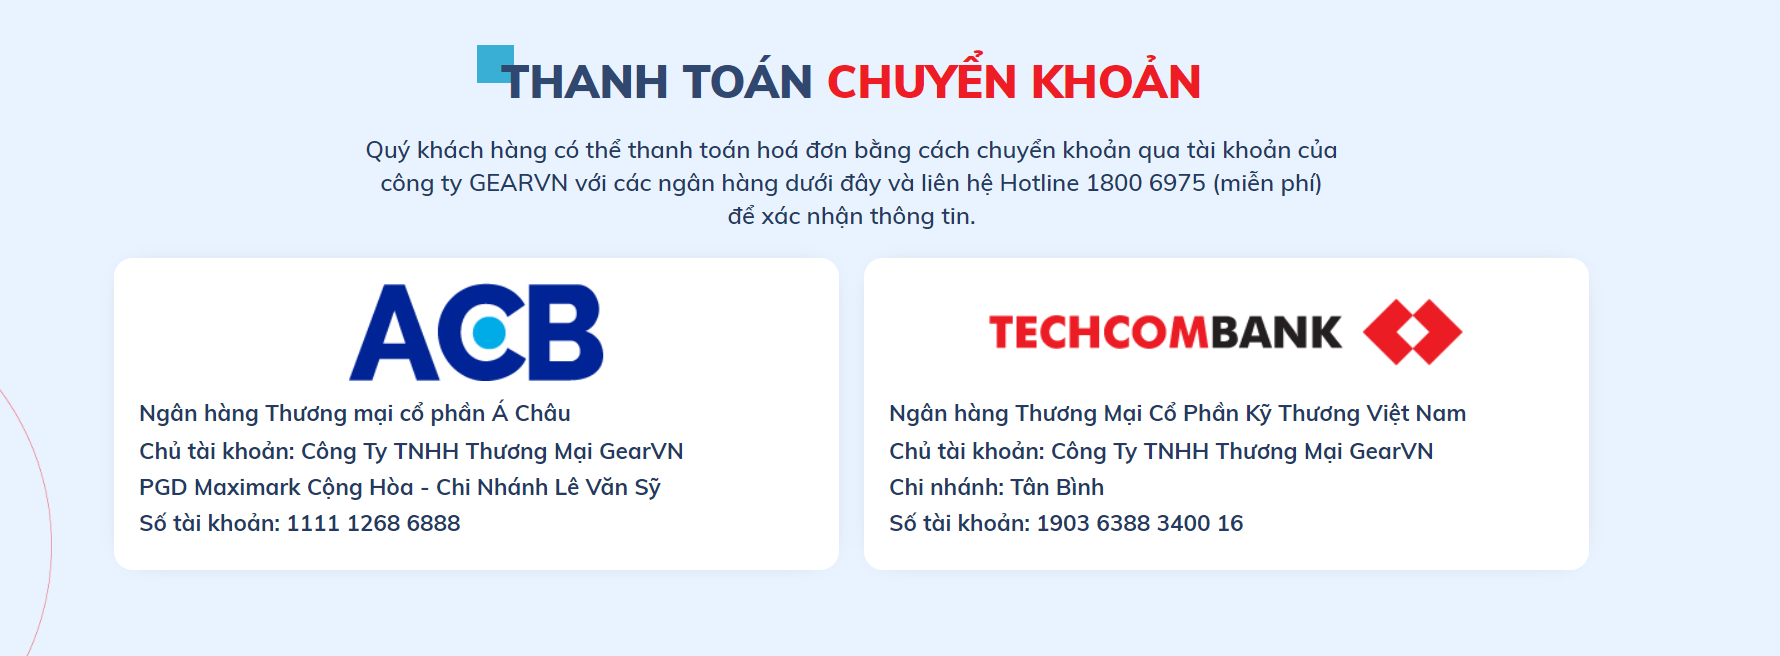 THANH TOÁN CHUYỂN KHOẢN
Quý khách hàng có thể thanh toán hoá đơn bằng cách chuyển khoản qua tài khoản của
công ty GEARVN với các ngân hàng dưới đây và liên hệ Hotline 1800 6975 (miễn phí)
để xác nhận thông tin.
ACB
Ngân hàng Thương mại cổ phần Á Châu
Chủ tài khoản: Công Ty TNHH Thương Mại GearVN
PGD Maximark Cộng Hòa - Chi Nhánh Lê Văn Sỹ
Số tài khoản: 1111 1268 6888
TECHCOMBANK
Ngân hàng Thương Mại Cổ Phần Kỹ Thương Việt Nam
Chủ tài khoản: Công Ty TNHH Thương Mại GearVN
Chi nhánh: Tân Bình
Số tài khoản: 1903 6388 3400 16